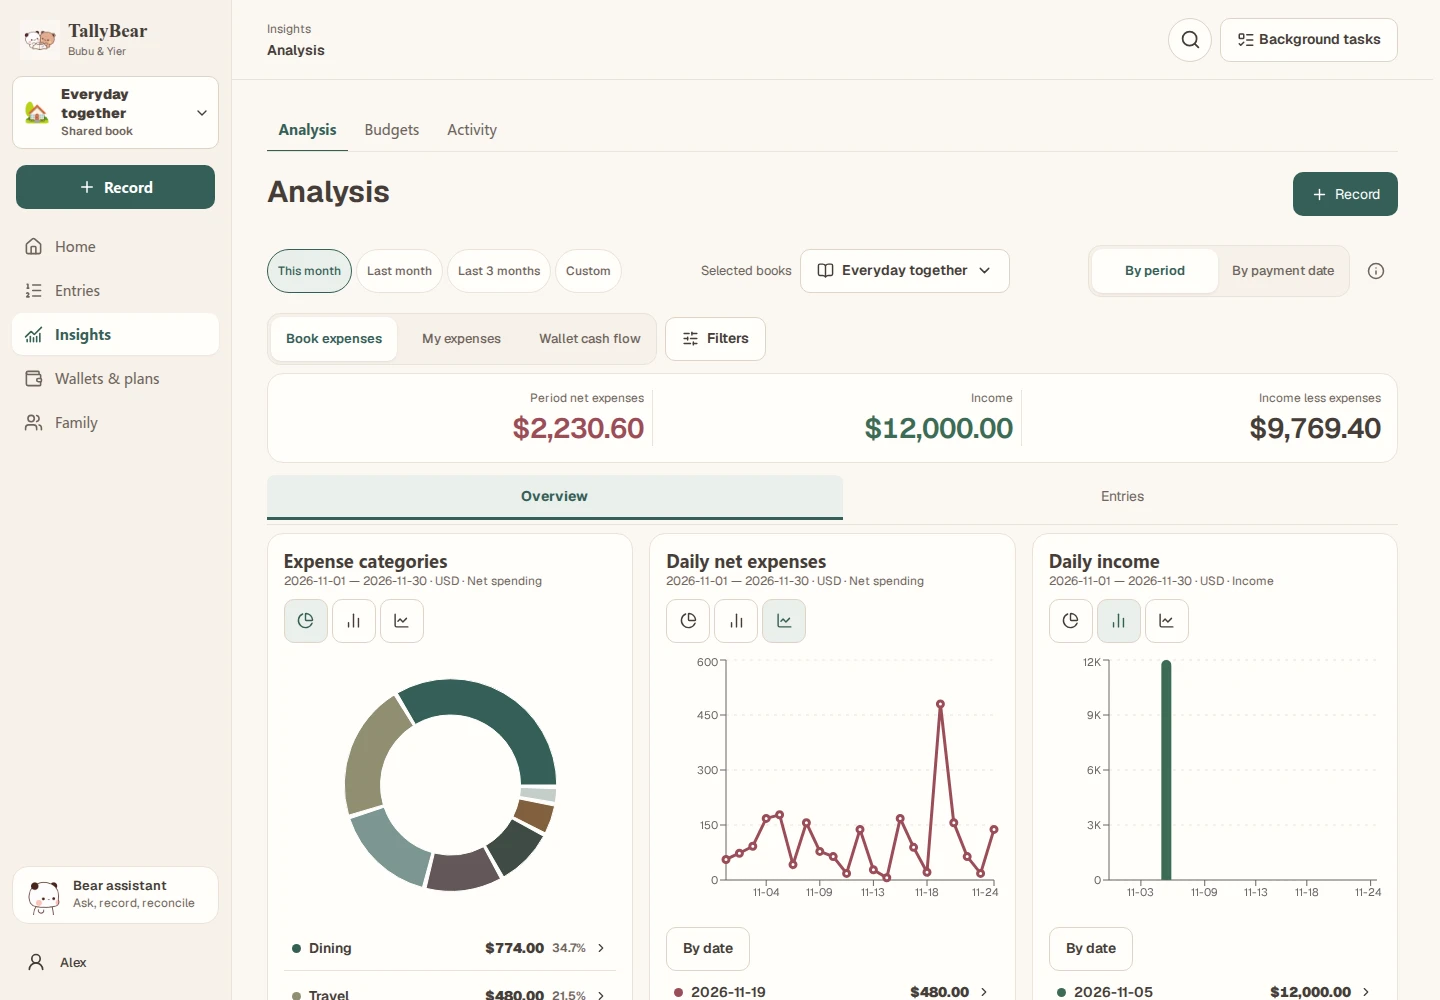 TallyBear
Bubu & Yier
Everyday
together
Shared book
Record
Home
Entries
Insights
Wallets & plans
Family
Bear assistant
Ask, record, reconcile
Alex
Insights
Analysis
Background tasks
Analysis Budgets Activity
Analysis
Record
This month Last month Last 3 months Custom
Selected books Everyday together
By period By payment date
Book expenses My expenses Wallet cash flow Filters
Period net expenses
$2,230.60
Income
$12,000.00
Income less expenses
$9,769.40
Overview Entries
Expense categories
2026-11-01 — 2026-11-30 · USD · Net spending
Dining $774.00 34.7%
Travel $480.00 21.5%
Daily net expenses
2026-11-01 — 2026-11-30 · USD · Net spending
600
450
300
150
0
11-04 11-09 11-13 11-18 11-24
By date
2026-11-19 $480.00
Daily income
2026-11-01 — 2026-11-30 · USD · Income
12K
9K
6K
3K
0
11-03 11-09 11-13 11-18 11-24
By date
2026-11-05 $12,000.00